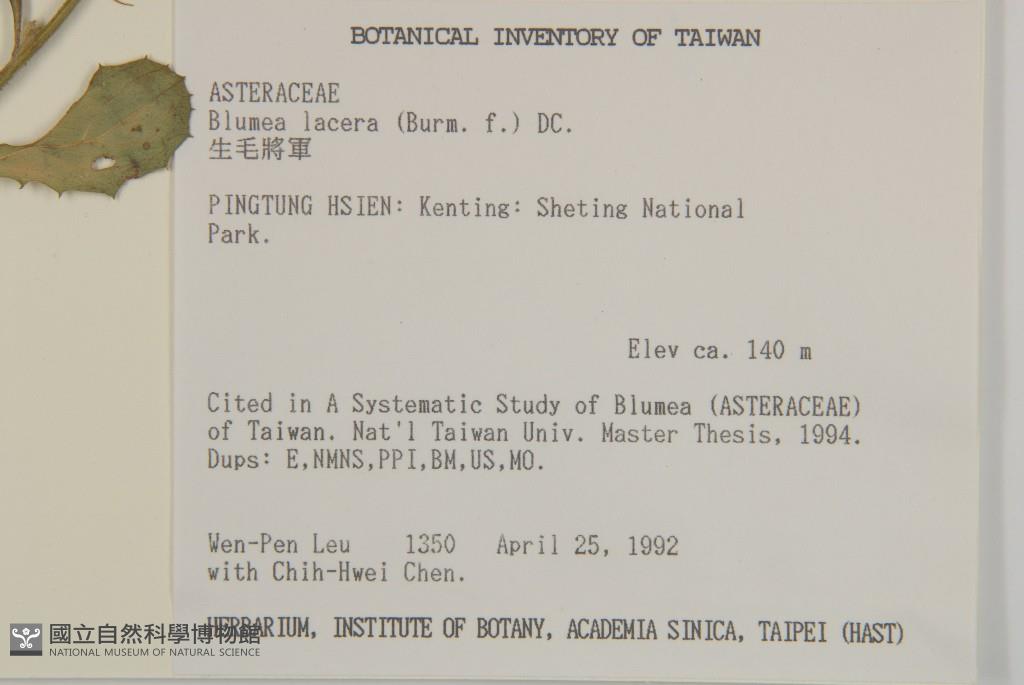 BOTANICAL INVENTORY OF TAIWAN
ASTERACEAE
Blumea lacera (Burm. f.) DC.
生毛將軍
PINGTUNG HSIEN: Kenting: Sheting National
Park.
Elev ca. 140 m
Cited in A Systematic Study of Blumea (ASTERACEAE)
of Taiwan. Nat'l Taiwan Univ. Master Thesis, 1994.
Dups: E,NMNS,PPI,BM,US,MO.
Wen-Pen Leu 1350 April 25, 1992
with Chih-Hwei Chen.
HERBARIUM, INSTITUTE OF BOTANY, ACADEMIA SINICA, TAIPEI (HAST)
國立自然科學博物館
NATIONAL MUSEUM OF NATURAL SCIENCE